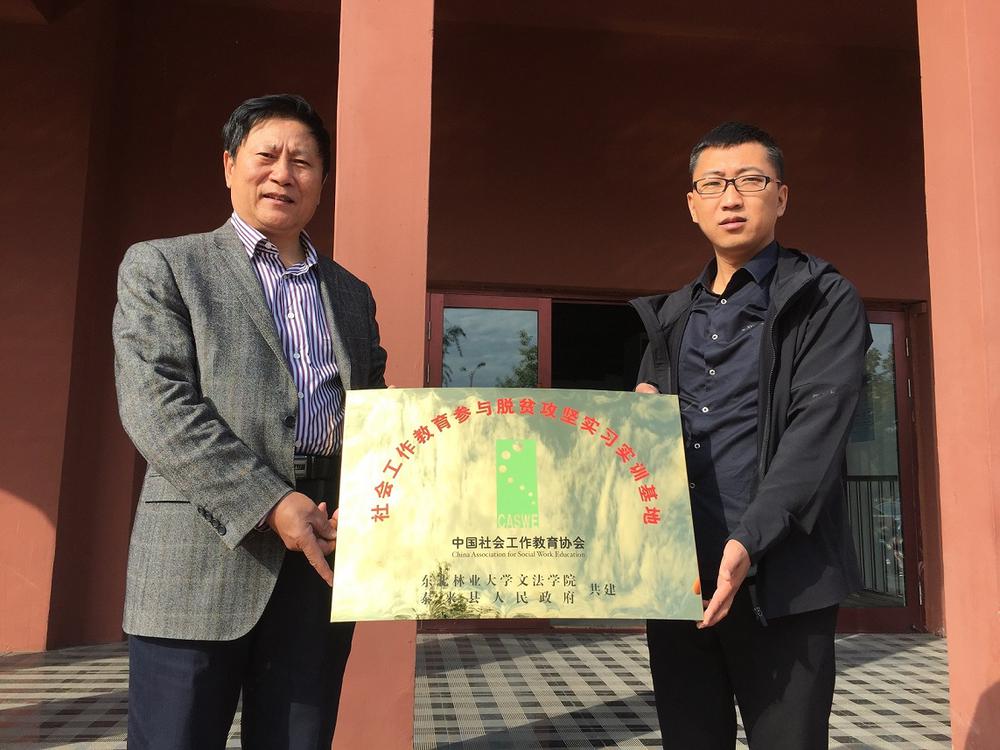 社会工作教育参与脱贫攻坚实习实训基地
CASWE
中国社会工作教育协会
China Association for Social Work Education
东北林业大学文法学院
泰来县人民政府
共建